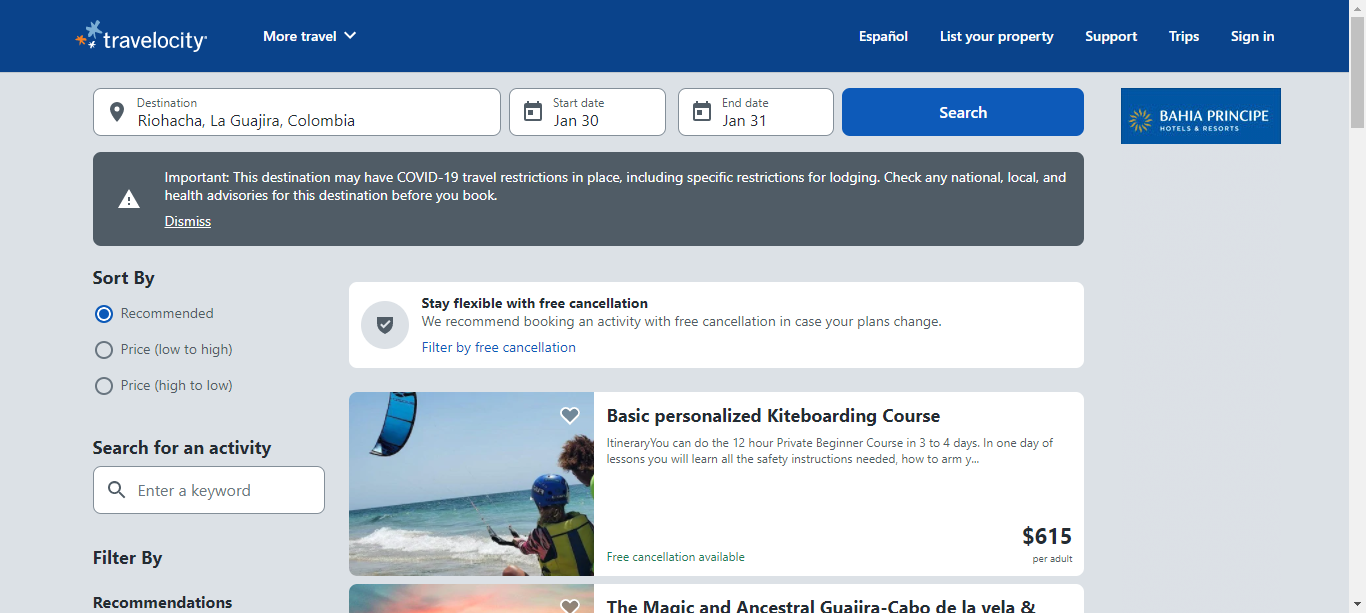 travelocity
More travel
Español
List your property
Support
Trips
Sign in
Destination
Riohacha, La Guajira, Colombia
Start date
Jan 30
End date
Jan 31
Search
BAHIA PRINCIPE
HOTELS & RESORTS
Important: This destination may have COVID-19 travel restrictions in place, including specific restrictions for lodging. Check any national, local, and
health advisories for this destination before you book.
Dismiss
Sort By
Recommended
Price (low to high)
Price (high to low)
Search for an activity
Enter a keyword
Filter By
Recommendations
Stay flexible with free cancellation
We recommend booking an activity with free cancellation in case your plans change.
Filter by free cancellation
Basic personalized Kiteboarding Course
ItineraryYou can do the 12 hour Private Beginner Course in 3 to 4 days. In one day of
lessons you will learn all the safety instructions needed, how to arm y...
Free cancellation available
$615
per adult
The Magic and Ancestral Guajira-Cabo de la vela &